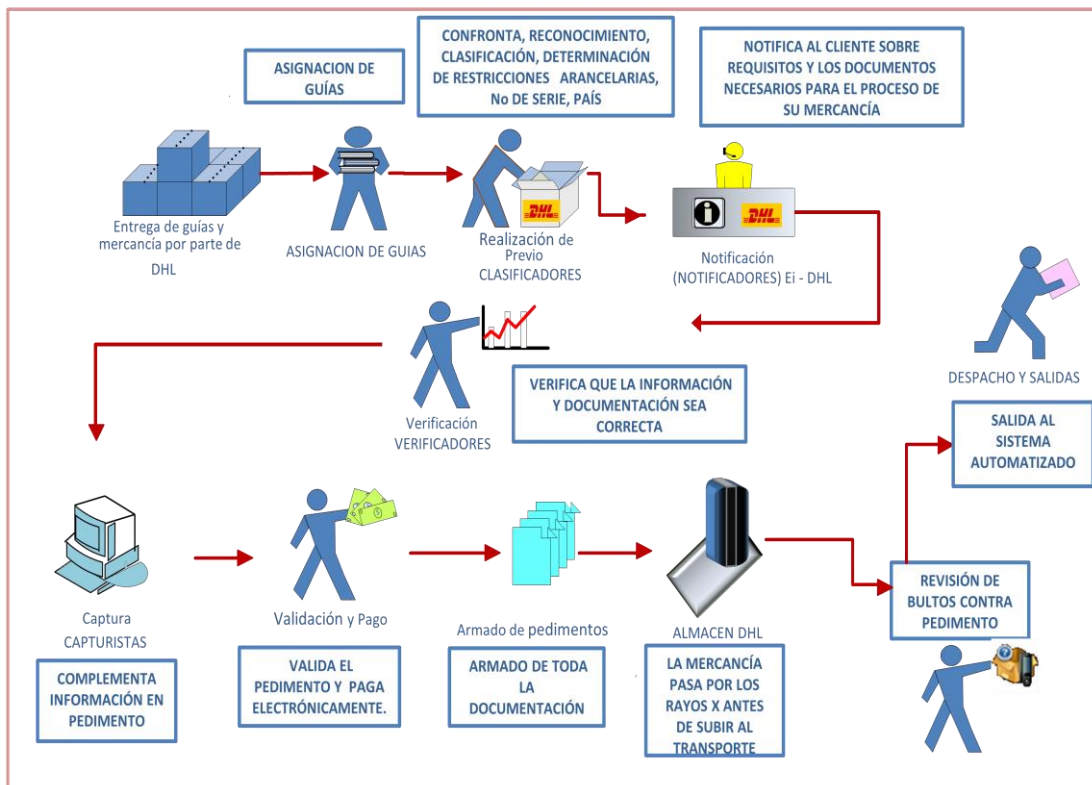 ASIGNACION DE
GUÍAS
CONFRONTA, RECONOCIMIENTO,
CLASIFICACIÓN, DETERMINACIÓN
DE RESTRICCIONES ARANCELARIAS,
No DE SERIE, PAÍS
NOTIFICA AL CLIENTE SOBRE
REQUISITOS Y LOS DOCUMENTOS
NECESARIOS PARA EL PROCESO DE
SU MERCANCÍA
Entrega de guías y
mercancía por parte de
DHL
ASIGNACION DE GUIAS
DHL
Realización de
Previo
CLASIFICADORES
i
DHL
Notificación
(NOTIFICADORES) Ei - DHL
Verificación
VERIFICADORES
VERIFICA QUE LA INFORMACIÓN
Y DOCUMENTACIÓN SEA
CORRECTA
DESPACHO Y SALIDAS
SALIDA AL
SISTEMA
AUTOMATIZADO
Captura
CAPTURISTAS
COMPLEMENTA
INFORMACIÓN EN
PEDIMENTO
Validación y Pago
VALIDA EL
PEDIMENTO Y PAGA
ELECTRÓNICAMENTE.
Armado de pedimentos
ARMADO DE TODA
LA
DOCUMENTACIÓN
ALMACEN DHL
LA MERCANCÍA
PASA POR LOS
RAYOS X ANTES
DE SUBIR AL
TRANSPORTE
REVISIÓN DE
BULTOS CONTRA
PEDIMENTO
?